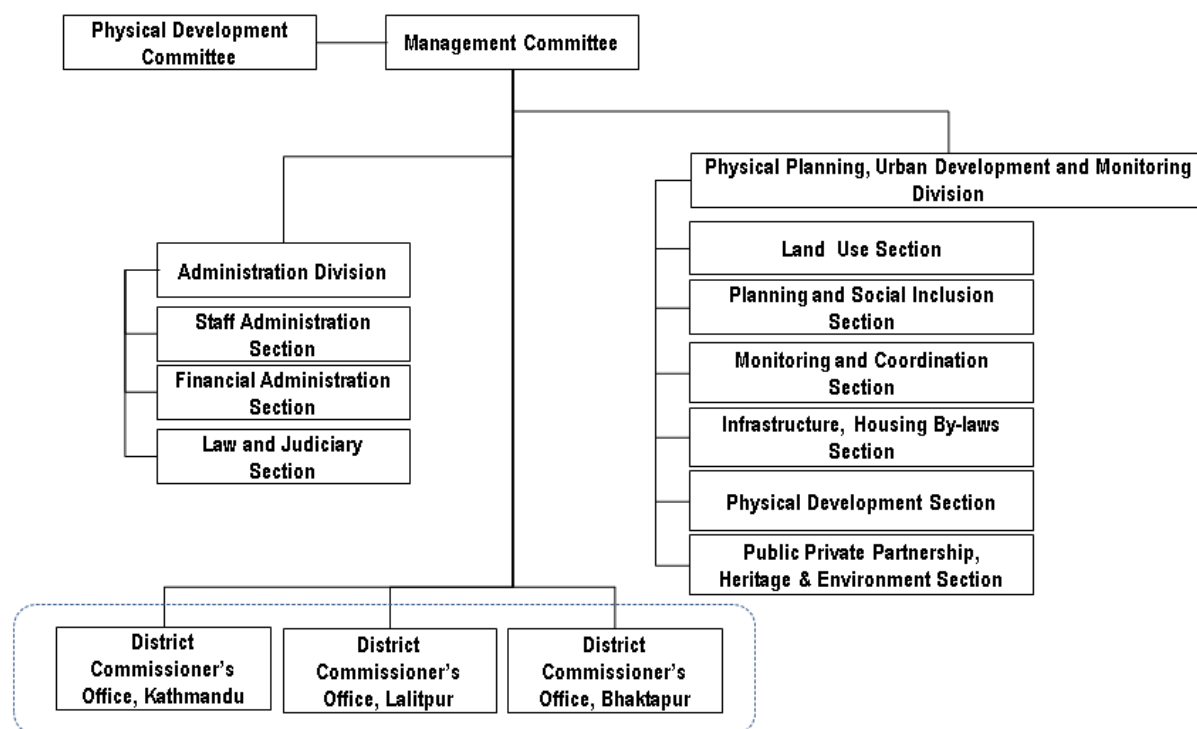 Physical Development
Committee
Management Committee
Physical Planning, Urban Development and Monitoring
Division
Administration Division
Staff Administration
Section
Financial Administration
Section
Law and Judiciary
Section
Land Use Section
Planning and Social Inclusion
Section
Monitoring and Coordination
Section
Infrastructure, Housing By-laws
Section
Physical Development Section
Public Private Partnership,
Heritage & Environment Section
District
Commissioner's
Office, Kathmandu
District
Commissioner's
Office, Lalitpur
District
Commissioner's
Office, Bhaktapur